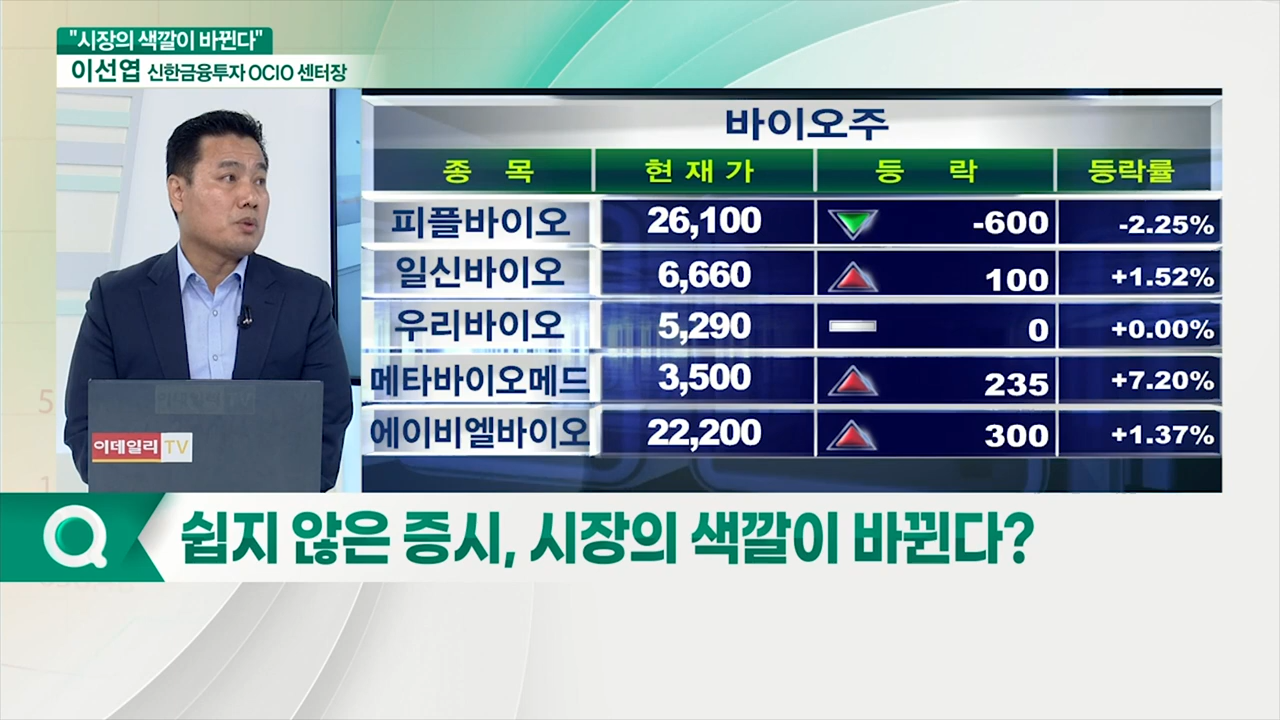 "시장의 색깔이 바뀐다"
이선엽 신한금융투자 OCIO 센터장
바이오주
종 목 현재가 등 락 등락률
피플바이오 26,100 -600 -2.25%
일신바이오 6,660 100 +1.52%
우리바이오 5,290 0 +0.00%
메타바이오메드 3,500 235 +7.20%
에이비엘바이오 22,200 300 +1.37%
이데일리 TV
이데일리TV
Q 쉽지 않은 증시, 시장의 색깔이 바뀐다?